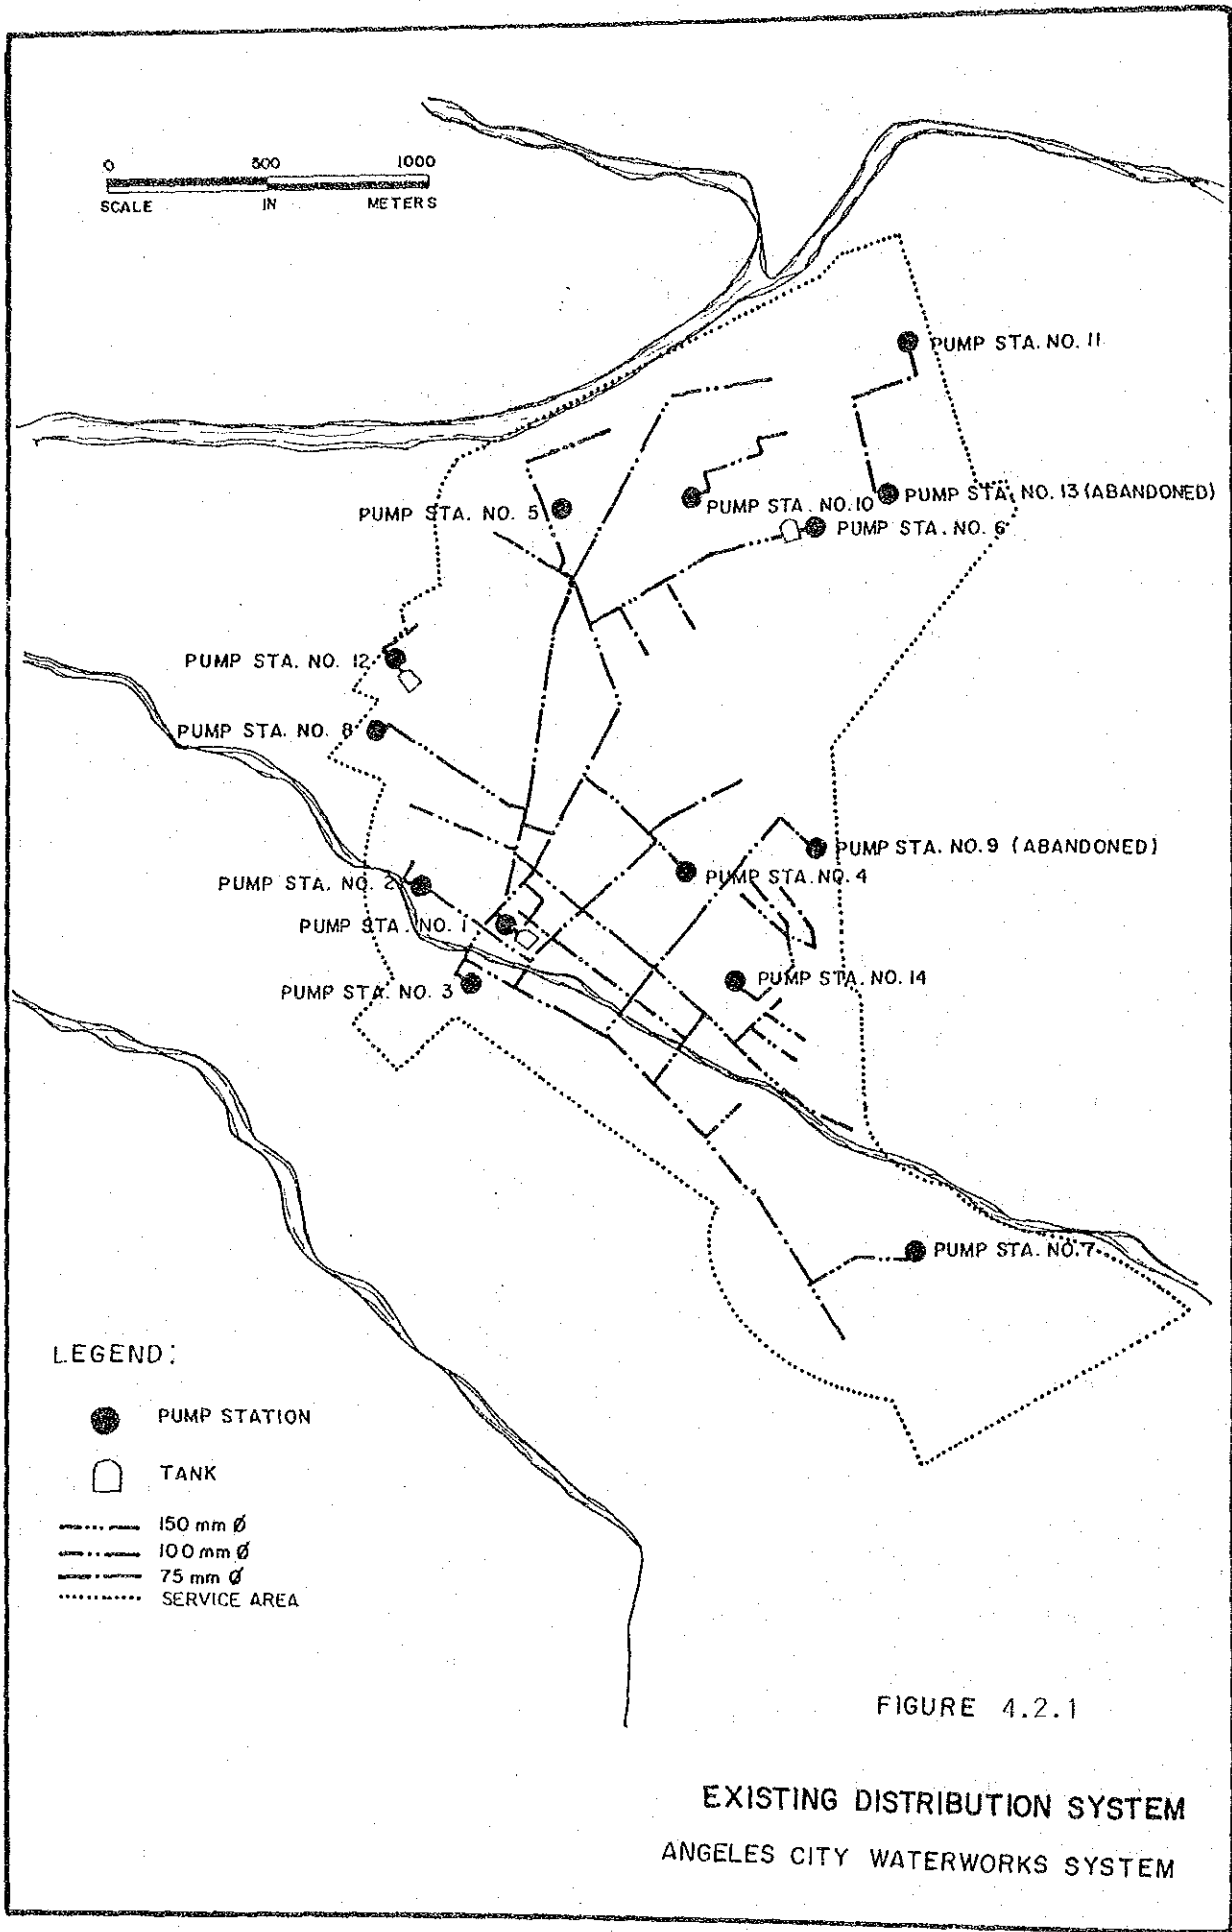 0 500 1000
SCALE IN METERS
PUMP STA. NO. 11
PUMP STA. NO. 5
PUMP STA. NO. 10
PUMP STA. NO. 13 (ABANDONED)
PUMP STA. NO. 6
PUMP STA. NO. 12
PUMP STA. NO. 8
PUMP STA. NO. 9 (ABANDONED)
PUMP STA. NO. 2
PUMP STA. NO. 4
PUMP STA. NO. 1
PUMP STA. NO. 3
PUMP STA. NO. 14
PUMP STA. NO. 7
LEGEND:
PUMP STATION
TANK
150 mm Ø
100 mm Ø
75 mm Ø
SERVICE AREA
FIGURE 4.2.1
EXISTING DISTRIBUTION SYSTEM
ANGELES CITY WATERWORKS SYSTEM